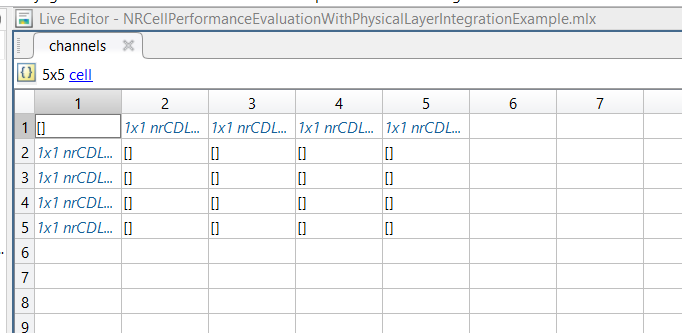 Live Editor - NRCellPerformanceEvaluationWithPhysicalLayerIntegrationExample.mlx
channels
{} 5x5 cell
1 2 3 4 5 6 7
1 [] 1x1 nrCDL... 1x1 nrCDL... 1x1 nrCDL... 1x1 nrCDL...
2 1x1 nrCDL... [] [] [] []
3 1x1 nrCDL... [] [] [] []
4 1x1 nrCDL... [] [] [] []
5 1x1 nrCDL... [] [] [] []
6
7
8
9